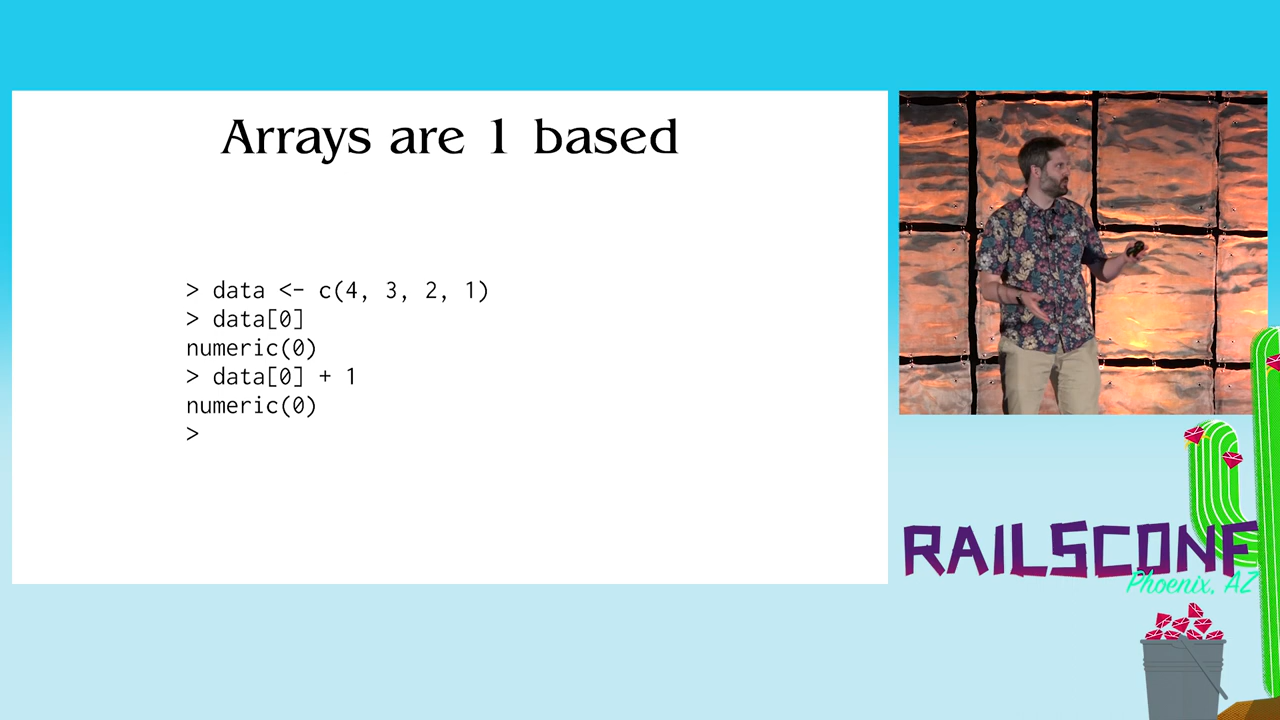 Arrays are 1 based
> data <- c(4, 3, 2, 1)
> data[0]
numeric(0)
> data[0] + 1
numeric(0)
>
RAILSCONF
Phoenix, AZ